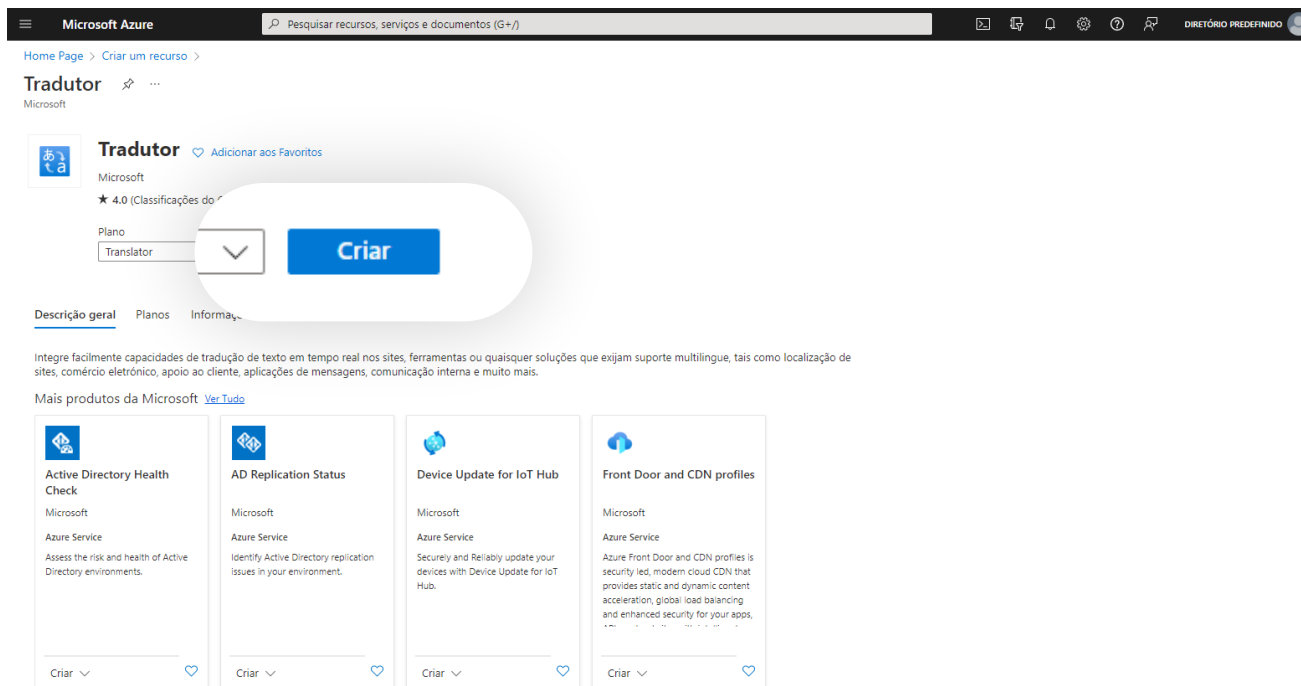 Microsoft Azure
Pesquisar recursos, serviços e documentos (G+/)
DIRETÓRIO PREDEFINIDO
Home Page > Criar um recurso >
Tradutor
Microsoft
あ
t à
Tradutor
Adicionar aos Favoritos
Microsoft
★ 4.0 (Classificações do
Plano
Translator
Criar
Descrição geral
Planos
Integre facilmente capacidades de tradução de texto em tempo real nos sites, ferramentas ou quaisquer soluções que exijam suporte multilingue, tais como localização de
sites, comércio eletrónico, apoio ao cliente, aplicações de mensagens, comunicação interna e muito mais.
Mais produtos da Microsoft Ver Tudo
Active Directory Health
Check
Microsoft
Azure Service
Assess the risk and health of Active
Directory environments.
Criar
AD Replication Status
Microsoft
Azure Service
Identify Active Directory replication
issues in your environment.
Criar
Device Update for IoT Hub
Microsoft
Azure Service
Securely and Reliably update your
devices with Device Update for IoT
Hub.
Criar
Front Door and CDN profiles
Microsoft
Azure Service
Azure Front Door and CDN profiles is
security led, modern cloud CDN that
provides static and dynamic content
acceleration, global load balancing
and enhanced security for your apps,
Criar